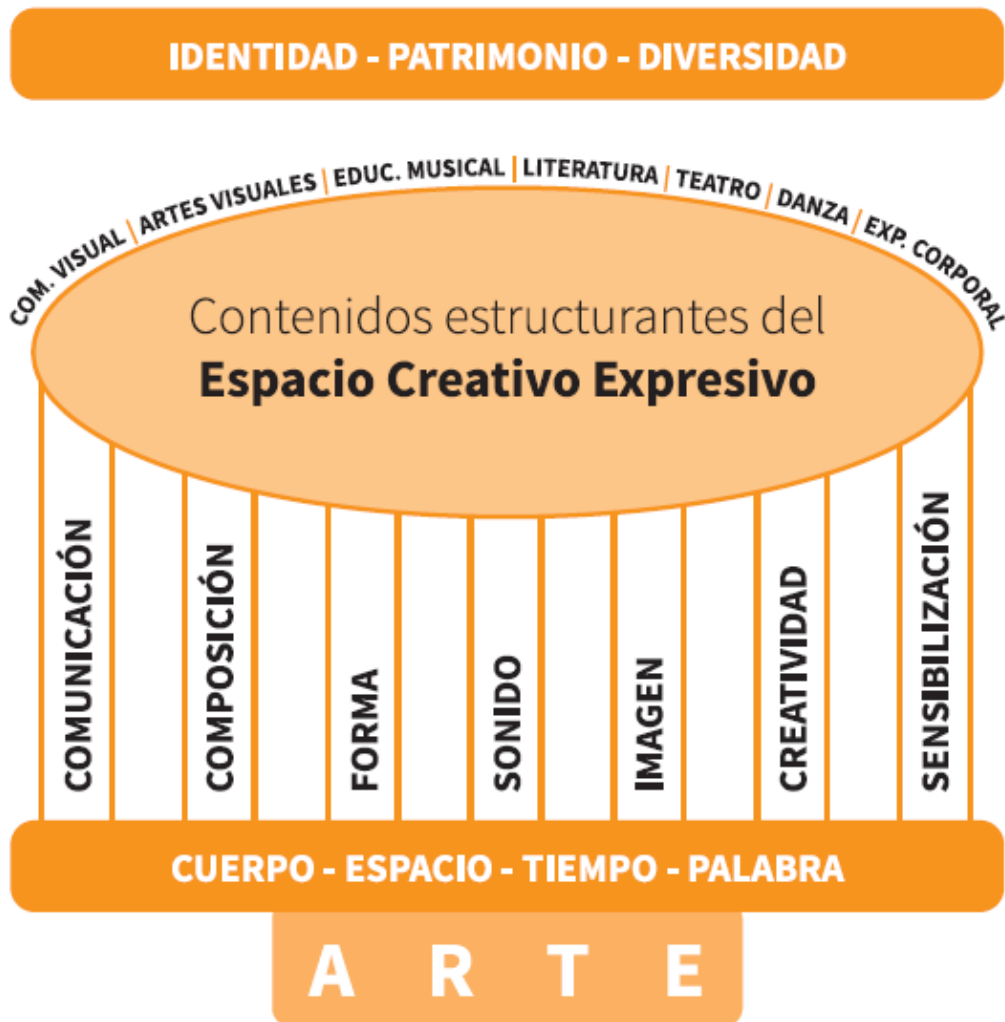 IDENTIDAD - PATRIMONIO - DIVERSIDAD
COM. VISUAL | ARTES VISUALES | EDUC. MUSICAL | LITERATURA | TEATRO | DANZA | EXP. CORPORAL
Contenidos estructurantes del
Espacio Creativo Expresivo
COMUNICACIÓN
COMPOSICIÓN
FORMA
SONIDO
IMAGEN
CREATIVIDAD
SENSIBILIZACIÓN
CUERPO - ESPACIO - TIEMPO - PALABRA
ARTE